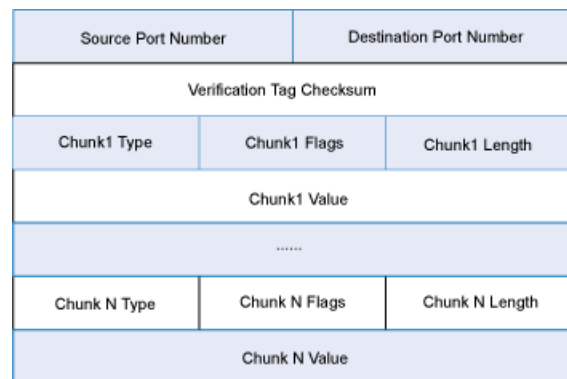 Source Port Number Destination Port Number
Verification Tag Checksum
Chunk1 Type Chunk1 Flags Chunk1 Length
Chunk1 Value
......
Chunk N Type Chunk N Flags Chunk N Length
Chunk N Value